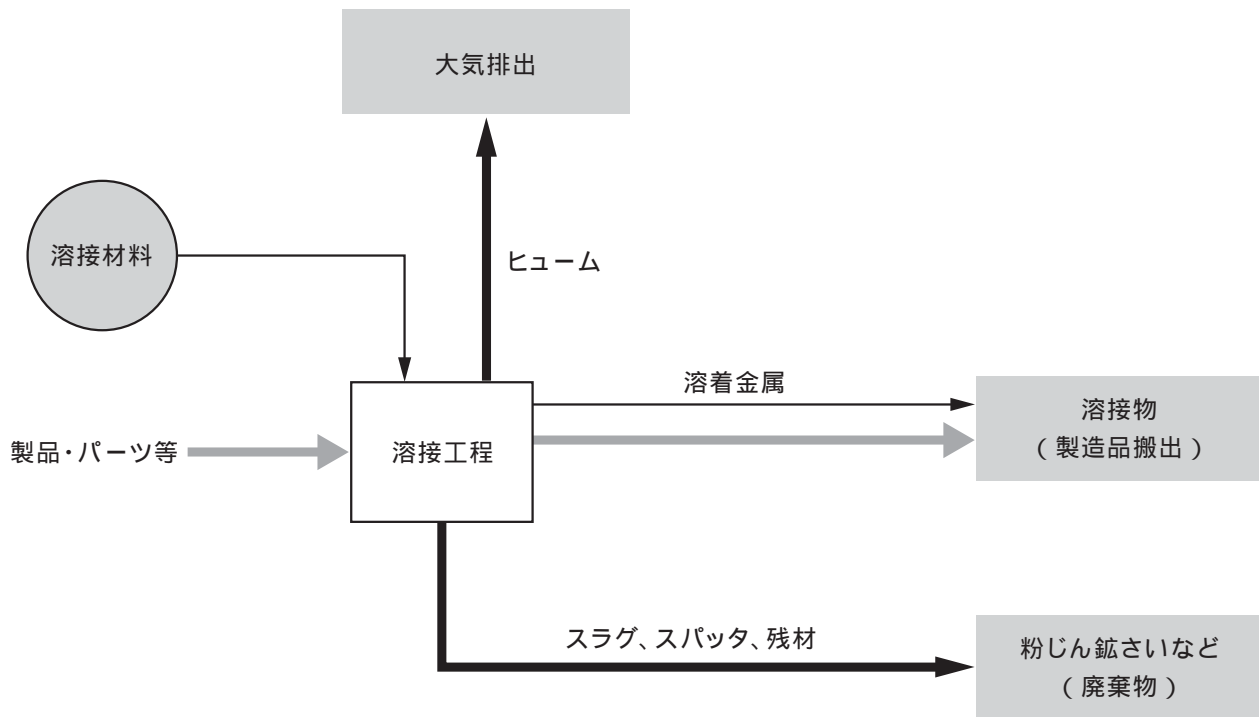 大気排出
溶接材料
ヒューム
溶着金属
溶接物
(製造品搬出)
製品・パーツ等
溶接工程
スラグ、スパッタ、残材
粉じん鉱さいなど
(廃棄物)